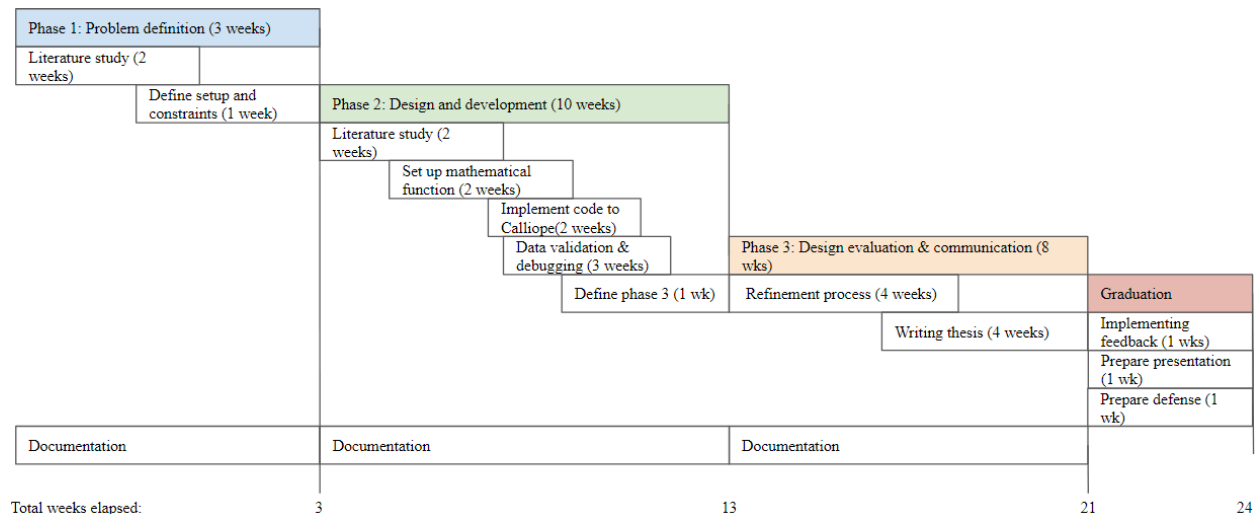 Phase 1: Problem definition (3 weeks)
Literature study (2
weeks)
Define setup and
constraints (1 week)
Phase 2: Design and development (10 weeks)
Literature study (2
weeks)
Set up mathematical
function (2 weeks)
Implement code to
Calliope(2 weeks)
Data validation &
debugging (3 weeks)
Phase 3: Design evaluation & communication (8
wks)
Define phase 3 (1 wk)
Refinement process (4 weeks)
Graduation
Writing thesis (4 weeks)
Implementing
feedback (1 wks)
Prepare presentation
(1 wk)
Prepare defense (1
wk)
Documentation
Documentation
Documentation
Total weeks elapsed:
3
13
21
24